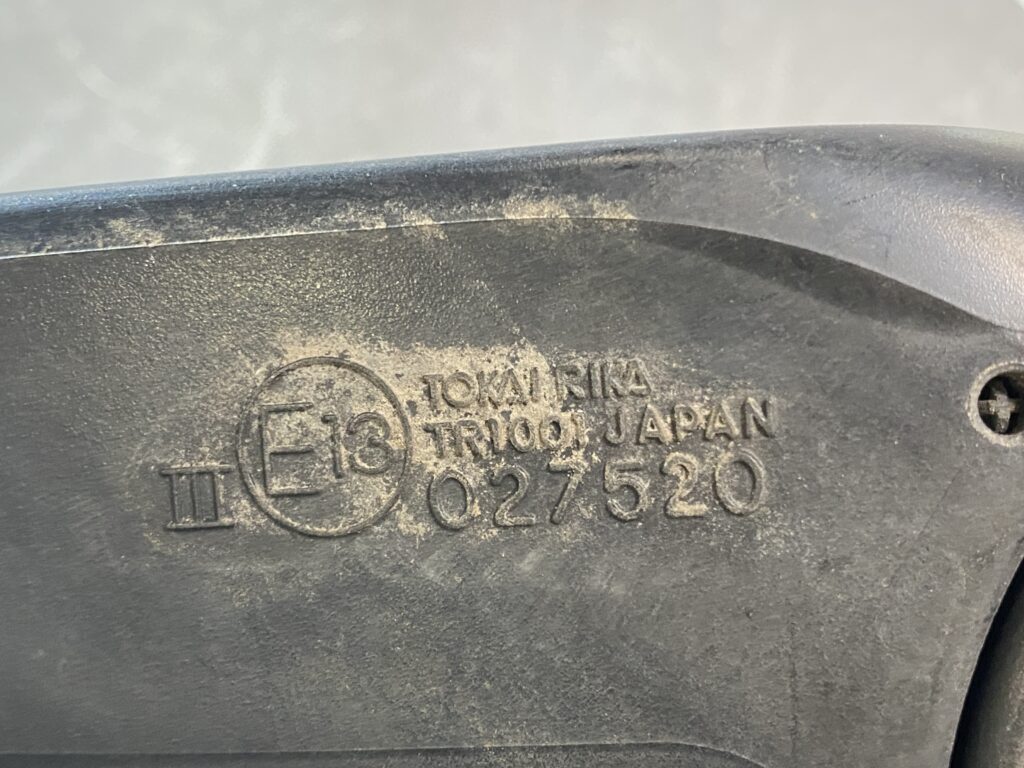 III E13
TOKAI RIKA
TR1001 JAPAN
027520